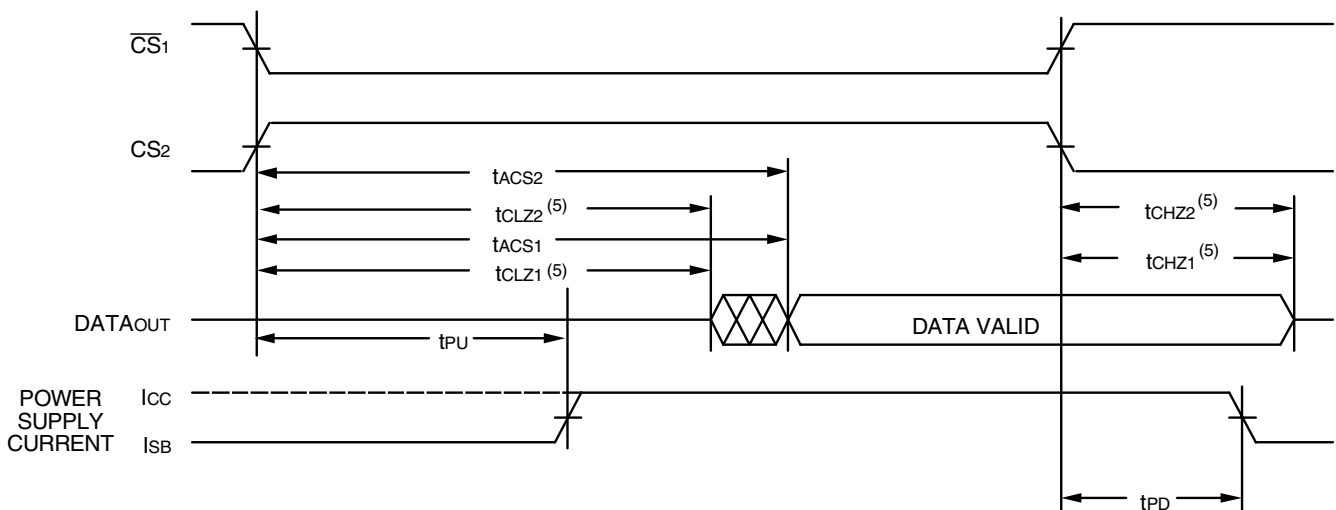 CS1
CS2
tACS2
tCLZ2 (5)
tCHZ2 (5)
tACS1
tCLZ1 (5)
tCHZ1 (5)
DATAOUT
DATA VALID
tPU
POWER SUPPLY CURRENT
ICC
ISB
tPD